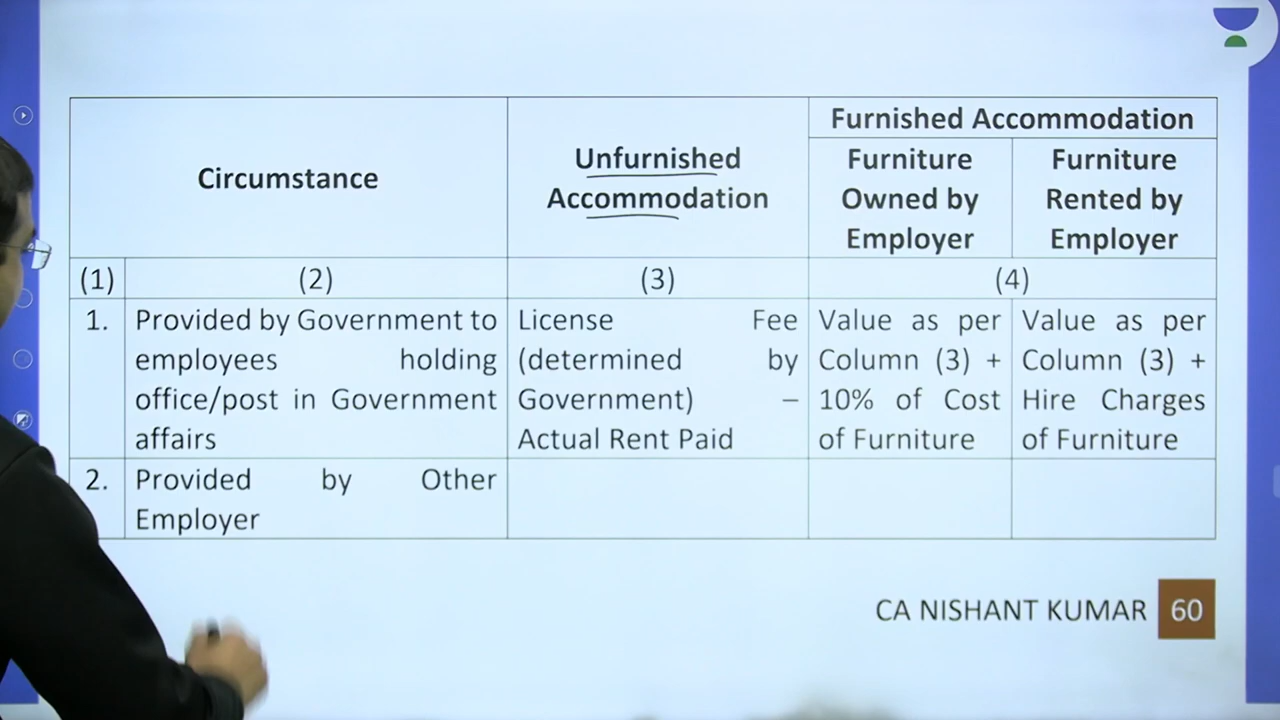 Circumstance
Unfurnished
Accommodation
Furnished Accommodation
Furniture
Owned by
Employer
Furniture
Rented by
Employer
(1)
(2)
(3)
(4)
1.
Provided by Government to
employees holding
office/post in Government
affairs
License Fee
(determined by
Government) –
Actual Rent Paid
Value as per
Column (3) +
10% of Cost
of Furniture
Value as per
Column (3) +
Hire Charges
of Furniture
2.
Provided by Other
Employer
CA NISHANT KUMAR 60